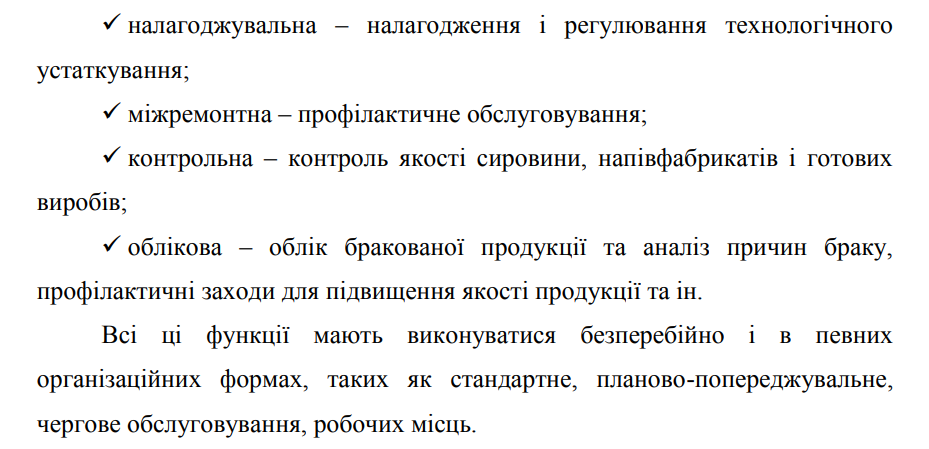 ✓ налагоджувальна – налагодження і регулювання технологічного
устаткування;
✓ міжремонтна – профілактичне обслуговування;
✓ контрольна – контроль якості сировини, напівфабрикатів і готових
виробів;
✓ облікова – облік бракованої продукції та аналіз причин браку,
профілактичні заходи для підвищення якості продукції та ін.
Всі ці функції мають виконуватися безперебійно і в певних
організаційних формах, таких як стандартне, планово-попереджувальне,
чергове обслуговування, робочих місць.